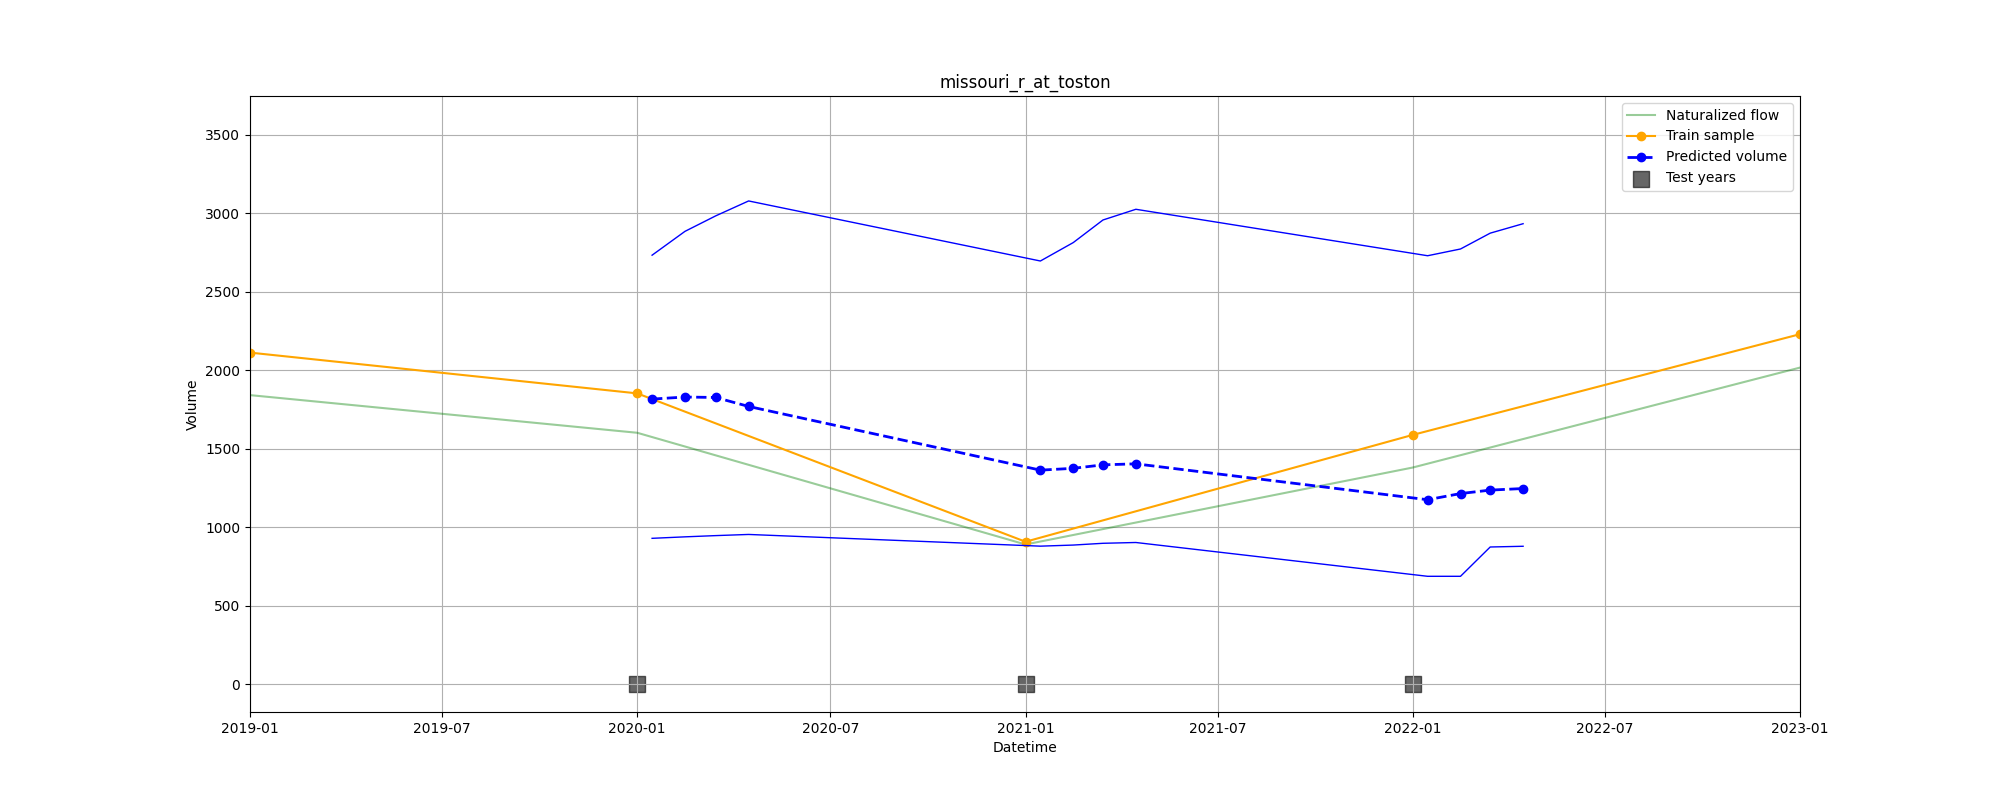 missouri_r_at_toston
3500
3000
2500
2000
1500
1000
500
0
Volume
Naturalized flow
Train sample
Predicted volume
Test years
2019-01 2019-07 2020-01 2020-07 2021-01 2021-07 2022-01 2022-07 2023-01
Datetime